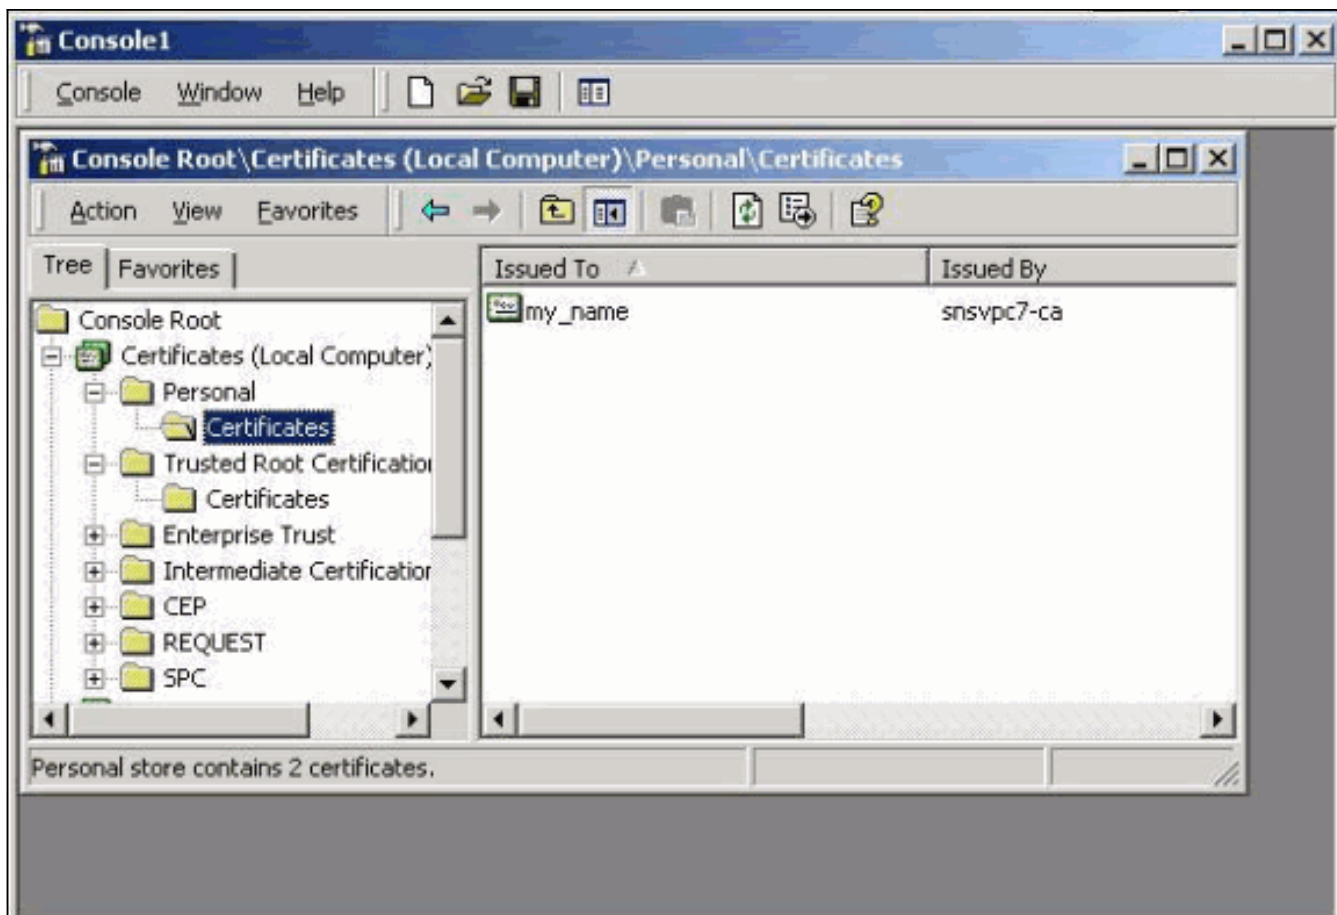 Console1
Console Window Help
Console Root\Certificates (Local Computer)\Personal\Certificates
Action View Favorites
Tree Favorites
Issued To Issued By
Console Root
Certificates (Local Computer)
Personal
Certificates
Trusted Root Certification
Certificates
Enterprise Trust
Intermediate Certification
CEP
REQUEST
SPC
my_name snsvpc7-ca
Personal store contains 2 certificates.